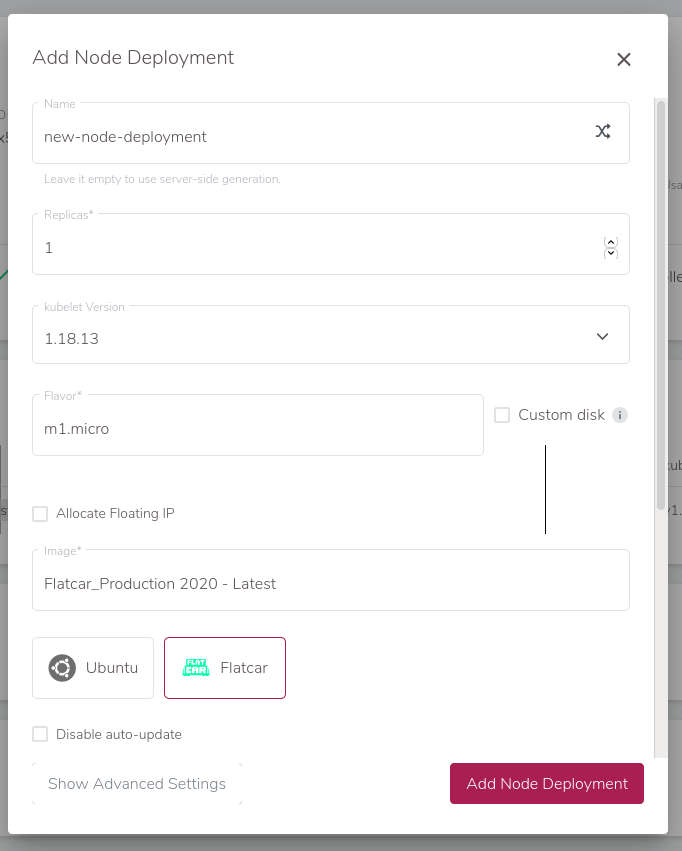 Add Node Deployment
Name
new-node-deployment
Leave it empty to use server-side generation.
Replicas*
1
kubelet Version
1.18.13
Flavor*
m1.micro
Custom disk
i
Allocate Floating IP
Image*
Flatcar_Production 2020 - Latest
Ubuntu
FLAT
CAR
Flatcar
Disable auto-update
Show Advanced Settings
Add Node Deployment